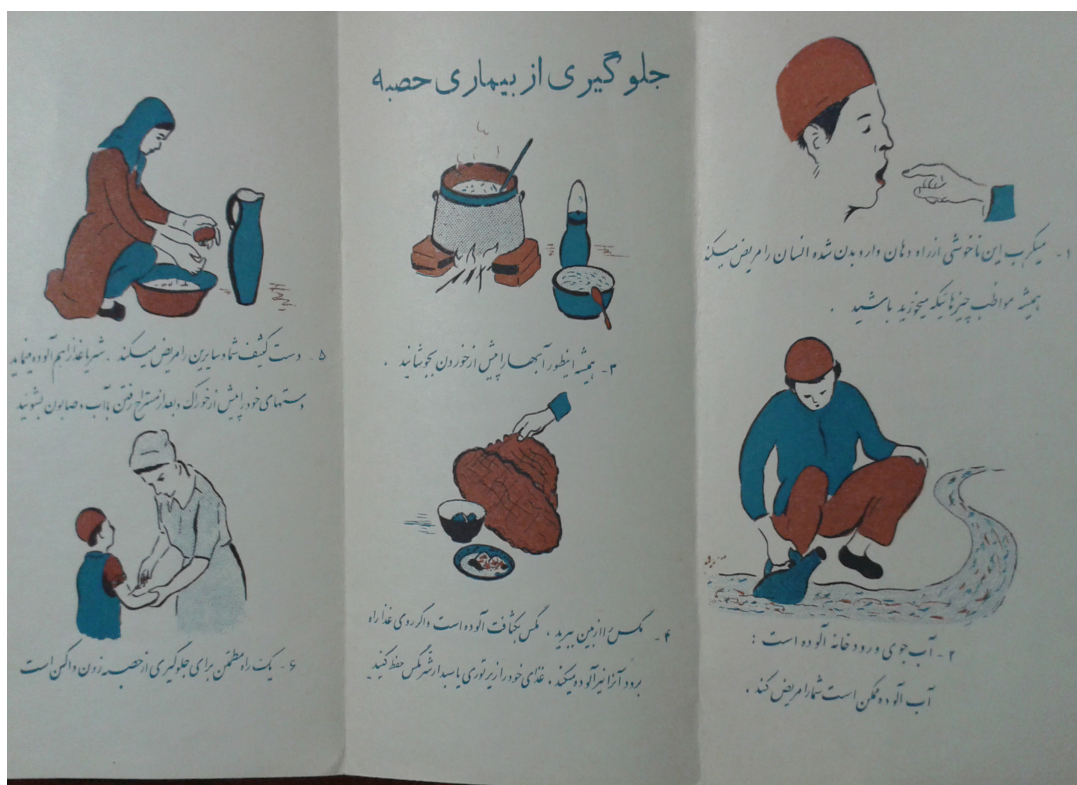 جلوگیری از بیماری حصبه
۱- میکرب این ناخوشی از راه دهان وارد بدن شده انسان را مریض میکند
همیشه مواظب چیزهائیکه میخورید باشید .
۲- آب جوی و رودخانه آلوده است :
آب آلوده ممکن است شما را مریض کند .
۳- همیشه اینطور آبها را پیش از خوردن بجوشانید .
۴- مگس را از بین ببرید ، مگس بکثافت آلوده است و اگر روی غذا راه
برود آنرا نیز آلوده میکند ، غذای خود را زیر توری یا سبد از شر مگس حفظ کنید
۵- دست کثیف شما و سایرین را مریض میکند . شیر یا غذا را هم آلوده مینماید
دستهای خود را پیش از خوراک و بعد از مستراح رفتن با آب و صابون بشوئید
۶- یک راه مطمئن برای جلوگیری از حصبه زدن واکسن است